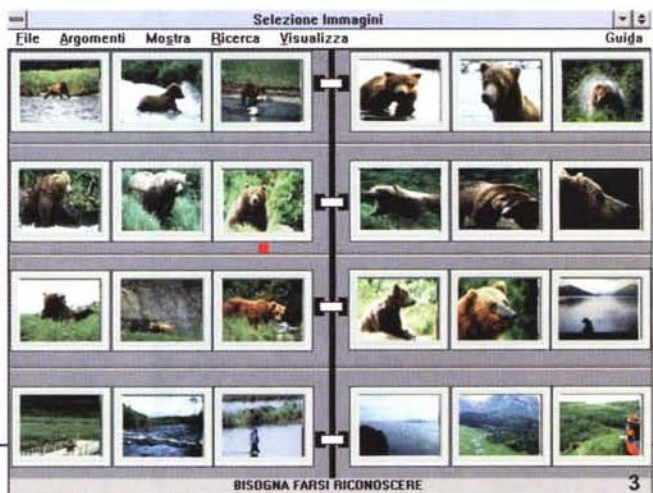 Selezione Immagini
File Argomenti Mostra Ricerca Visualizza Guida
BISOGNA FARSI RICONOSCERE 3